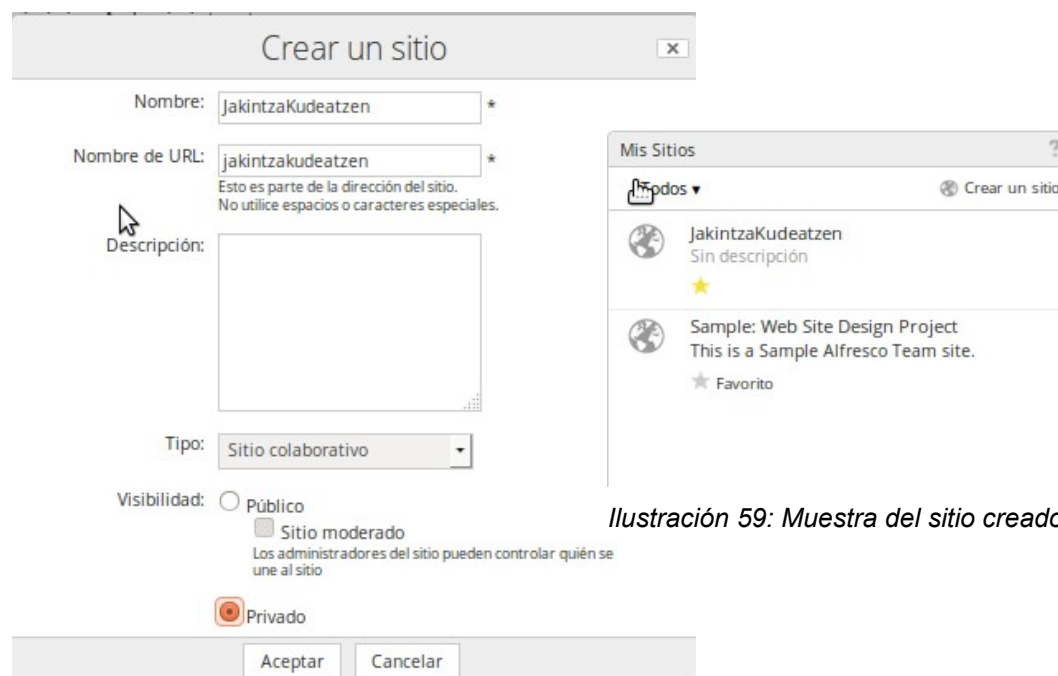 Crear un sitio
Nombre: JakintzaKudeatzen *
Nombre de URL: jakintzakudeatzen *
Esto es parte de la dirección del sitio.
No utilice espacios o caracteres especiales.
Descripción:
Tipo: Sitio colaborativo
Visibilidad: Público
Sitio moderado
Los administradores del sitio pueden controlar quién se
une al sitio
Privado
Aceptar Cancelar
Mis Sitios ?
Todos ▾ Crear un sitio
JakintzaKudeatzen
Sin descripción
Sample: Web Site Design Project
This is a Sample Alfresco Team site.
Favorito
Ilustración 59: Muestra del sitio creado